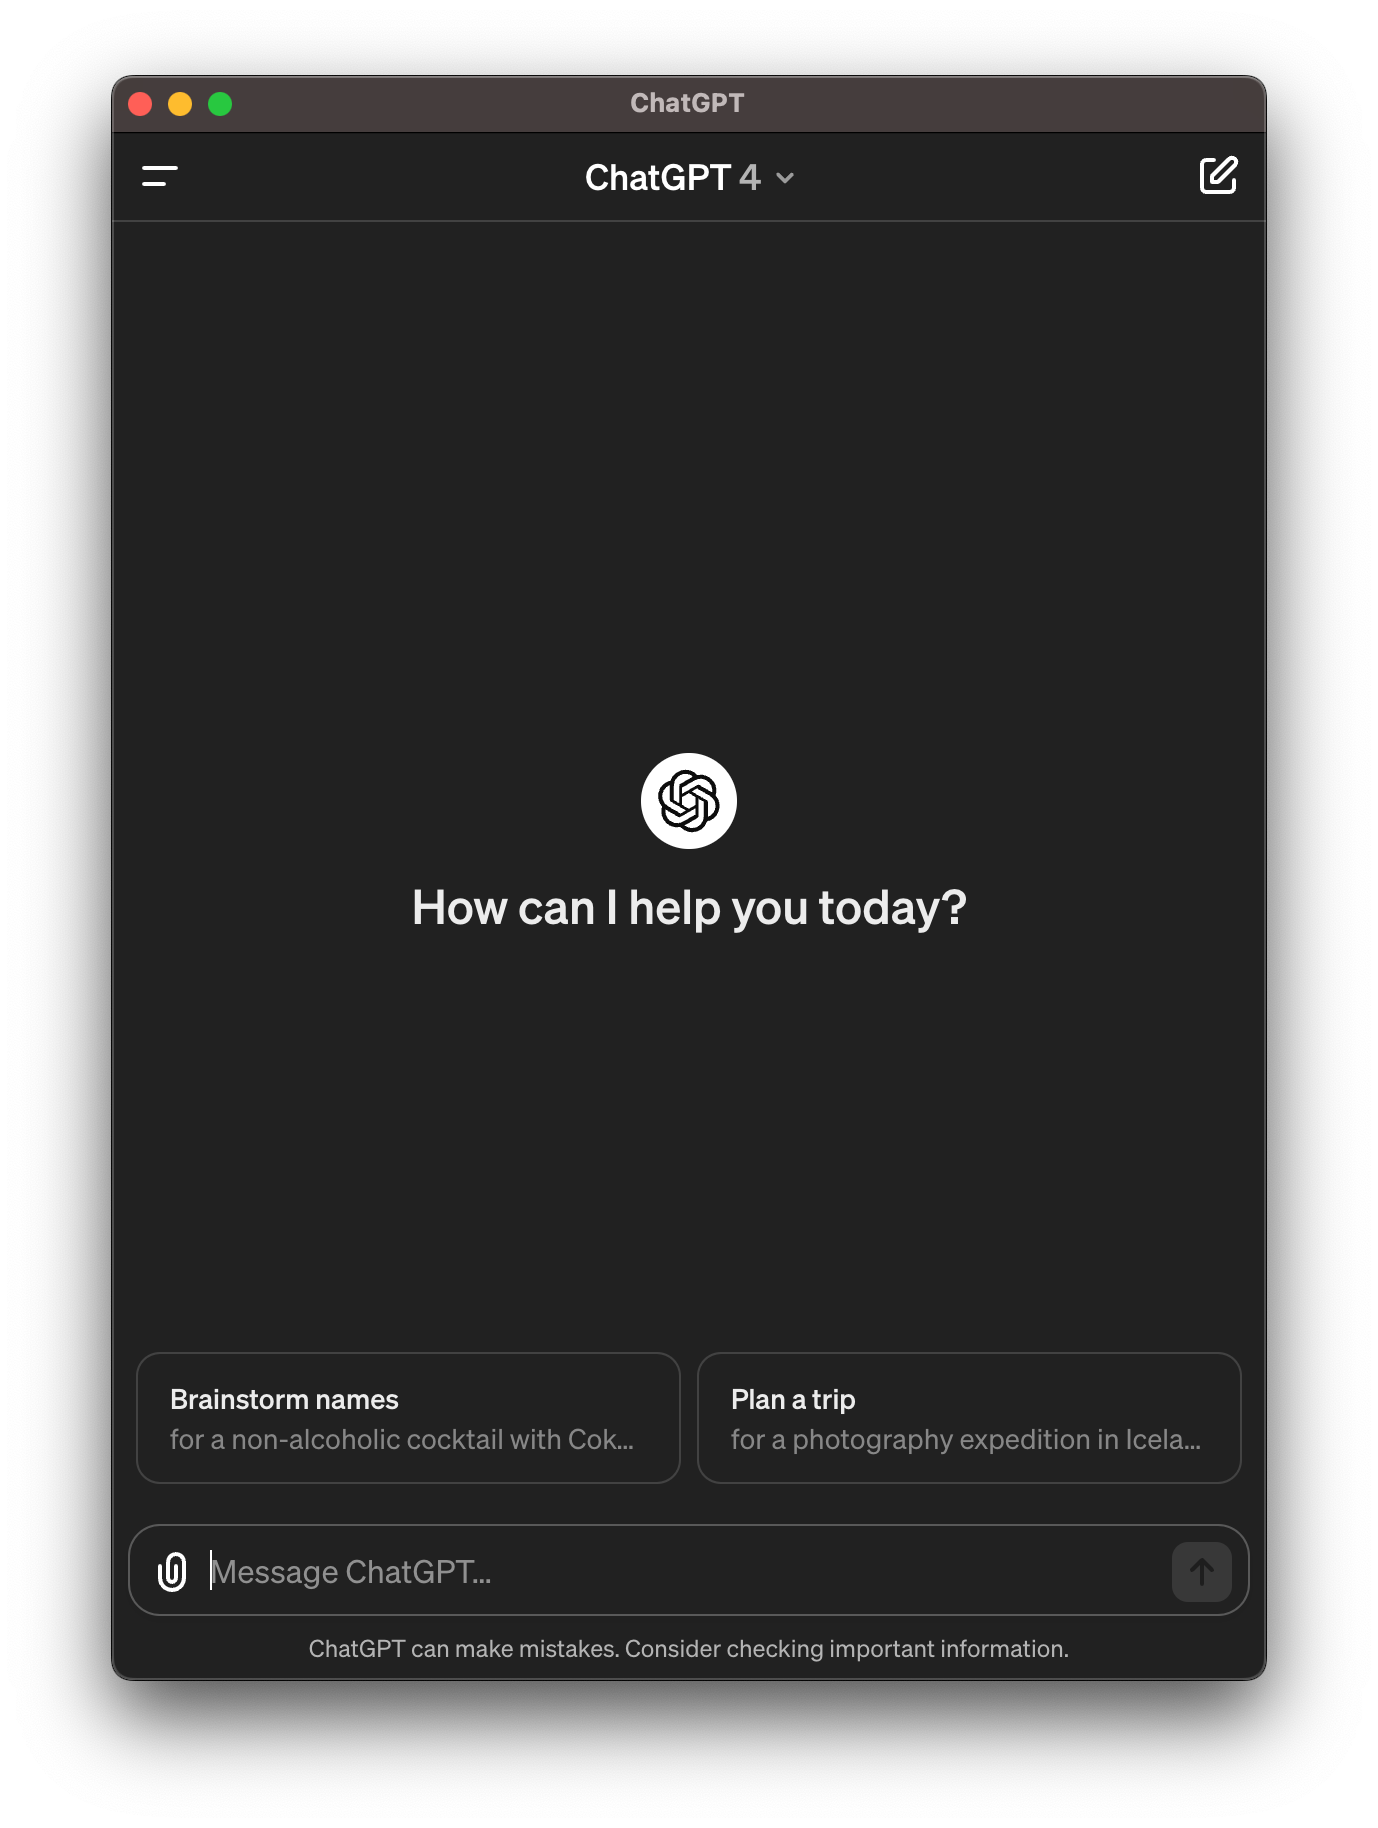 ChatGPT
ChatGPT 4
How can I help you today?
Brainstorm names
for a non-alcoholic cocktail with Cok...
Plan a trip
for a photography expedition in Icela...
Message ChatGPT...
ChatGPT can make mistakes. Consider checking important information.